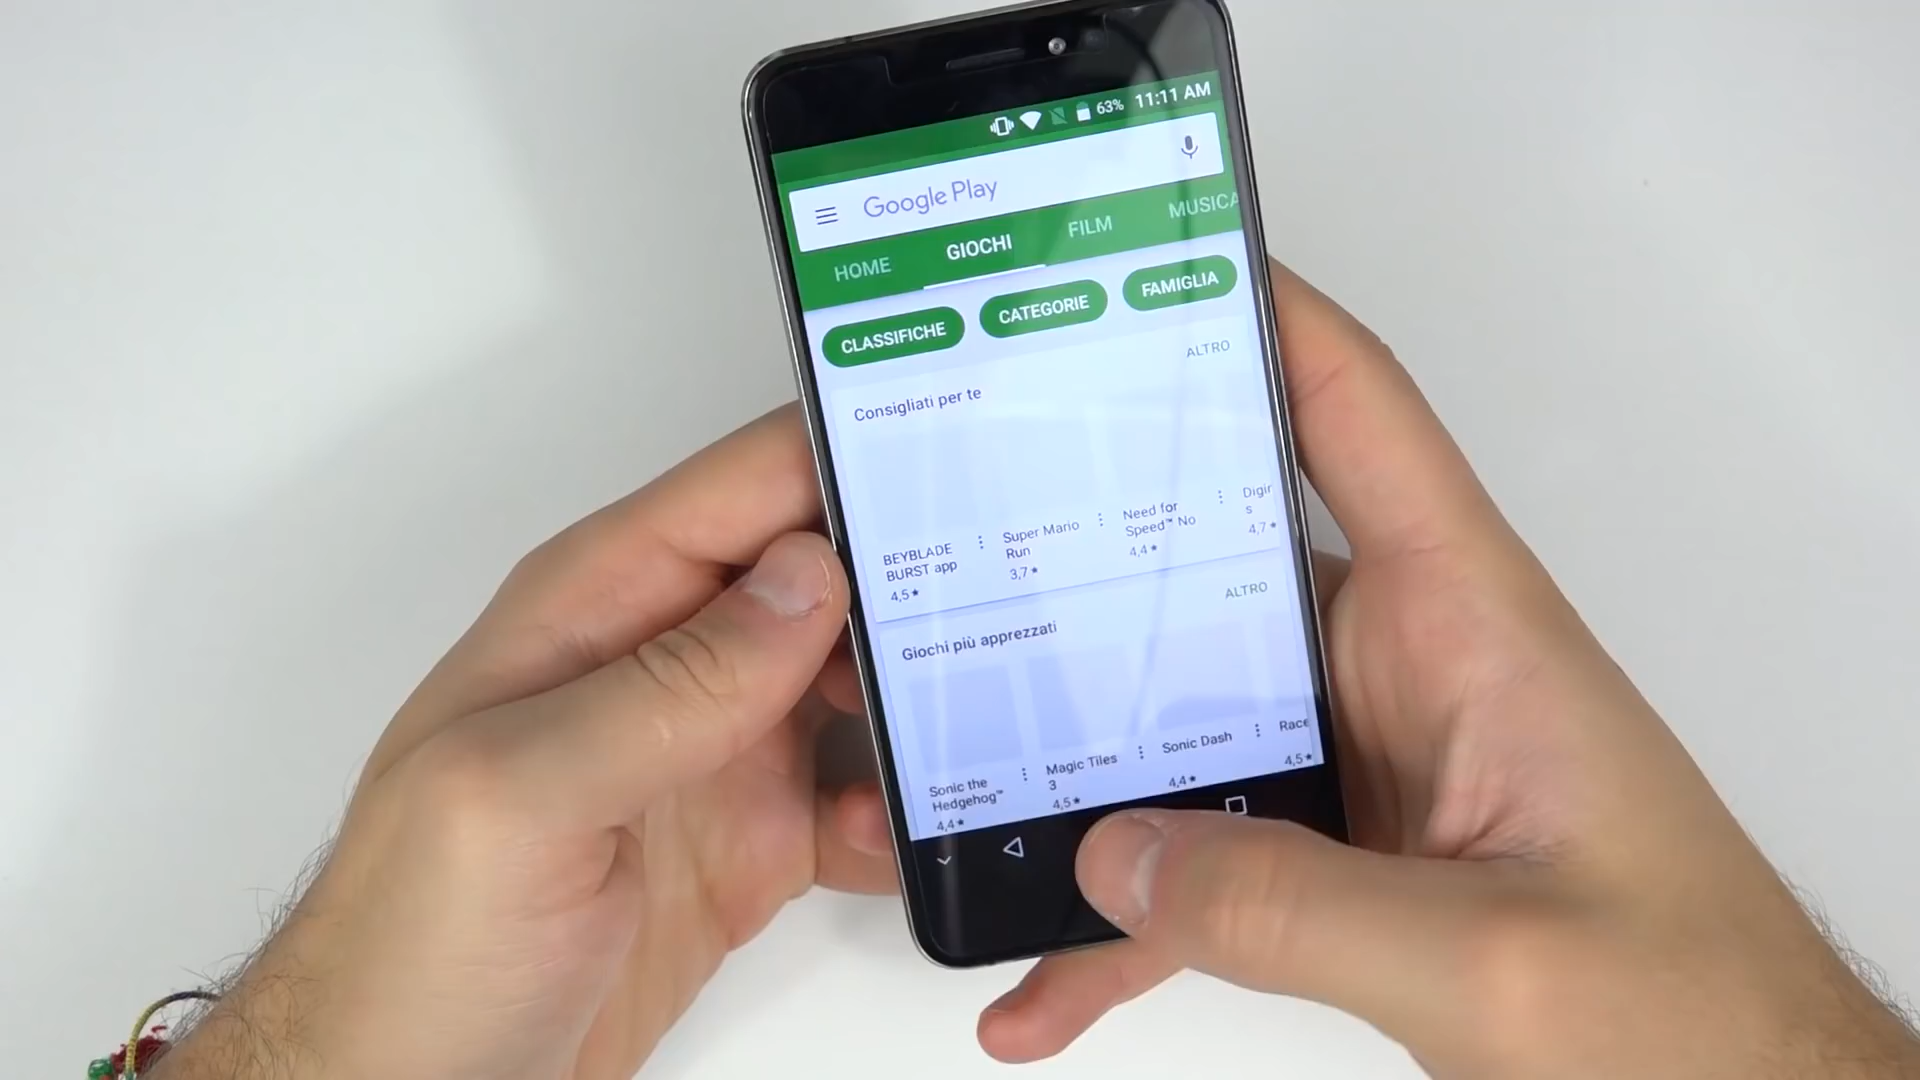 63% 11:11 AM
Google Play
HOME GIOCHI FILM MUSICA
CLASSIFICHE CATEGORIE FAMIGLIA
Consigliati per te ALTRO
BEYBLADE
BURST app
4,5★
Super Mario
Run
3,7★
Need for
Speed™ No
4,4★
Digir
s
4,7★
Giochi più apprezzati ALTRO
Sonic the
Hedgehog™
4,4★
Magic Tiles
3
4,5★
Sonic Dash
4,4★
Race
4,5★